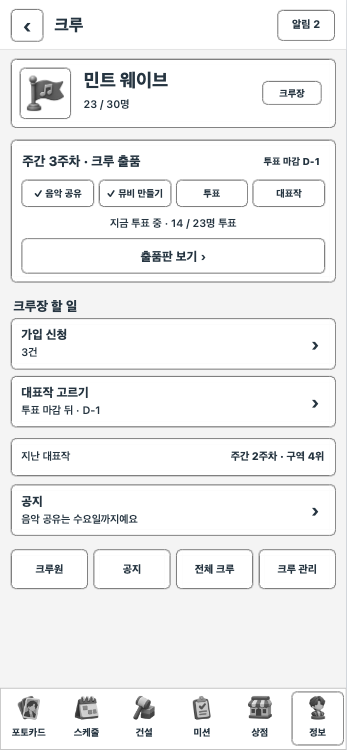 ‹ 크루 알림 2
민트 웨이브
23 / 30명
크루장
주간 3주차 · 크루 출품 투표 마감 D-1
✓ 음악 공유 ✓ 뮤비 만들기 투표 대표작
지금 투표 중 · 14 / 23명 투표
출품판 보기 ›
크루장 할 일
가입 신청
3건 ›
대표작 고르기
투표 마감 뒤 · D-1 ›
지난 대표작 주간 2주차 · 구역 4위
공지
음악 공유는 수요일까지예요 ›
크루원 공지 전체 크루 크루 관리
포토카드 스케줄 건설 미션 상점 정보